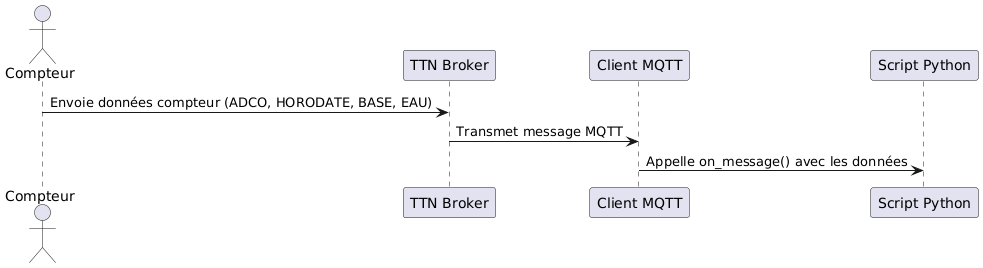 Compteur
TTN Broker
Client MQTT
Script Python
Envoie données compteur (ADCO, HORODATE, BASE, EAU)
Transmet message MQTT
Appelle on_message() avec les données
Compteur
TTN Broker
Client MQTT
Script Python